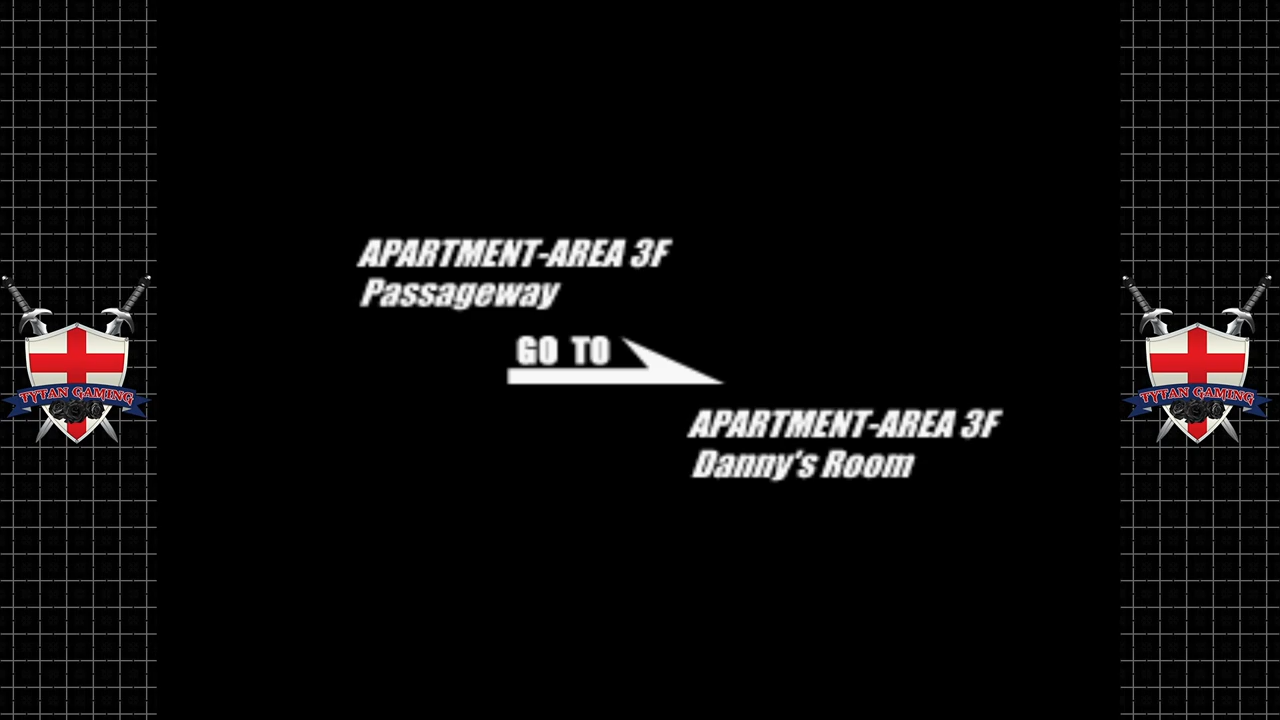 APARTMENT-AREA 3F
Passageway
GO TO
APARTMENT-AREA 3F
Danny's Room
TYTAN GAMING
TYTAN GAMING